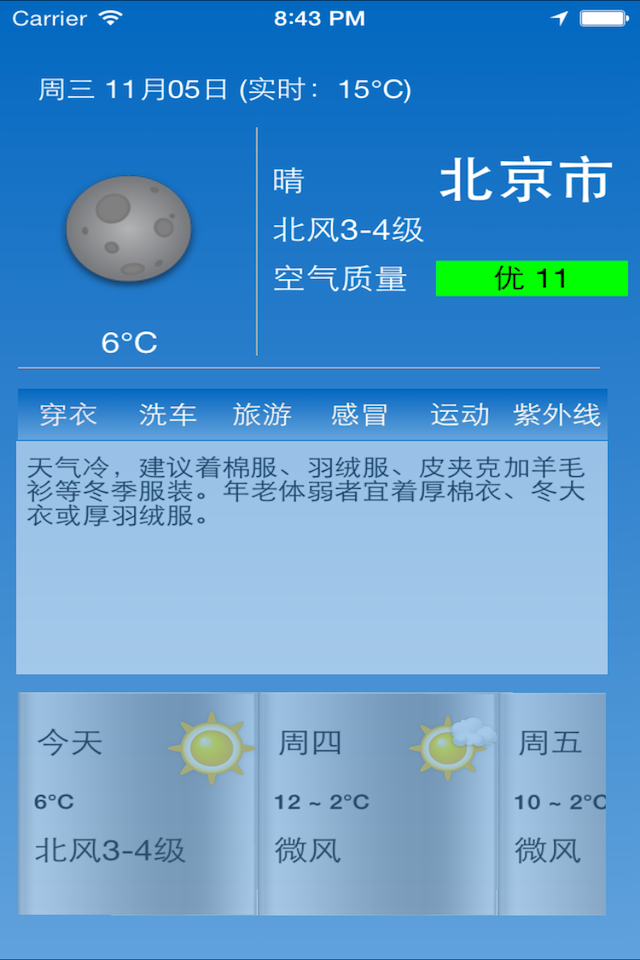 Carrier 8:43 PM
周三 11月05日 (实时： 15°C)
晴
北京市
北风3-4级
空气质量 优 11
6°C
穿衣 洗车 旅游 感冒 运动 紫外线
天气冷，建议着棉服、羽绒服、皮夹克加羊毛
衫等冬季服装。年老体弱者宜着厚棉衣、冬大
衣或厚羽绒服。
今天 周四 周五
6°C 12 ~ 2°C 10 ~ 2°C
北风3-4级 微风 微风